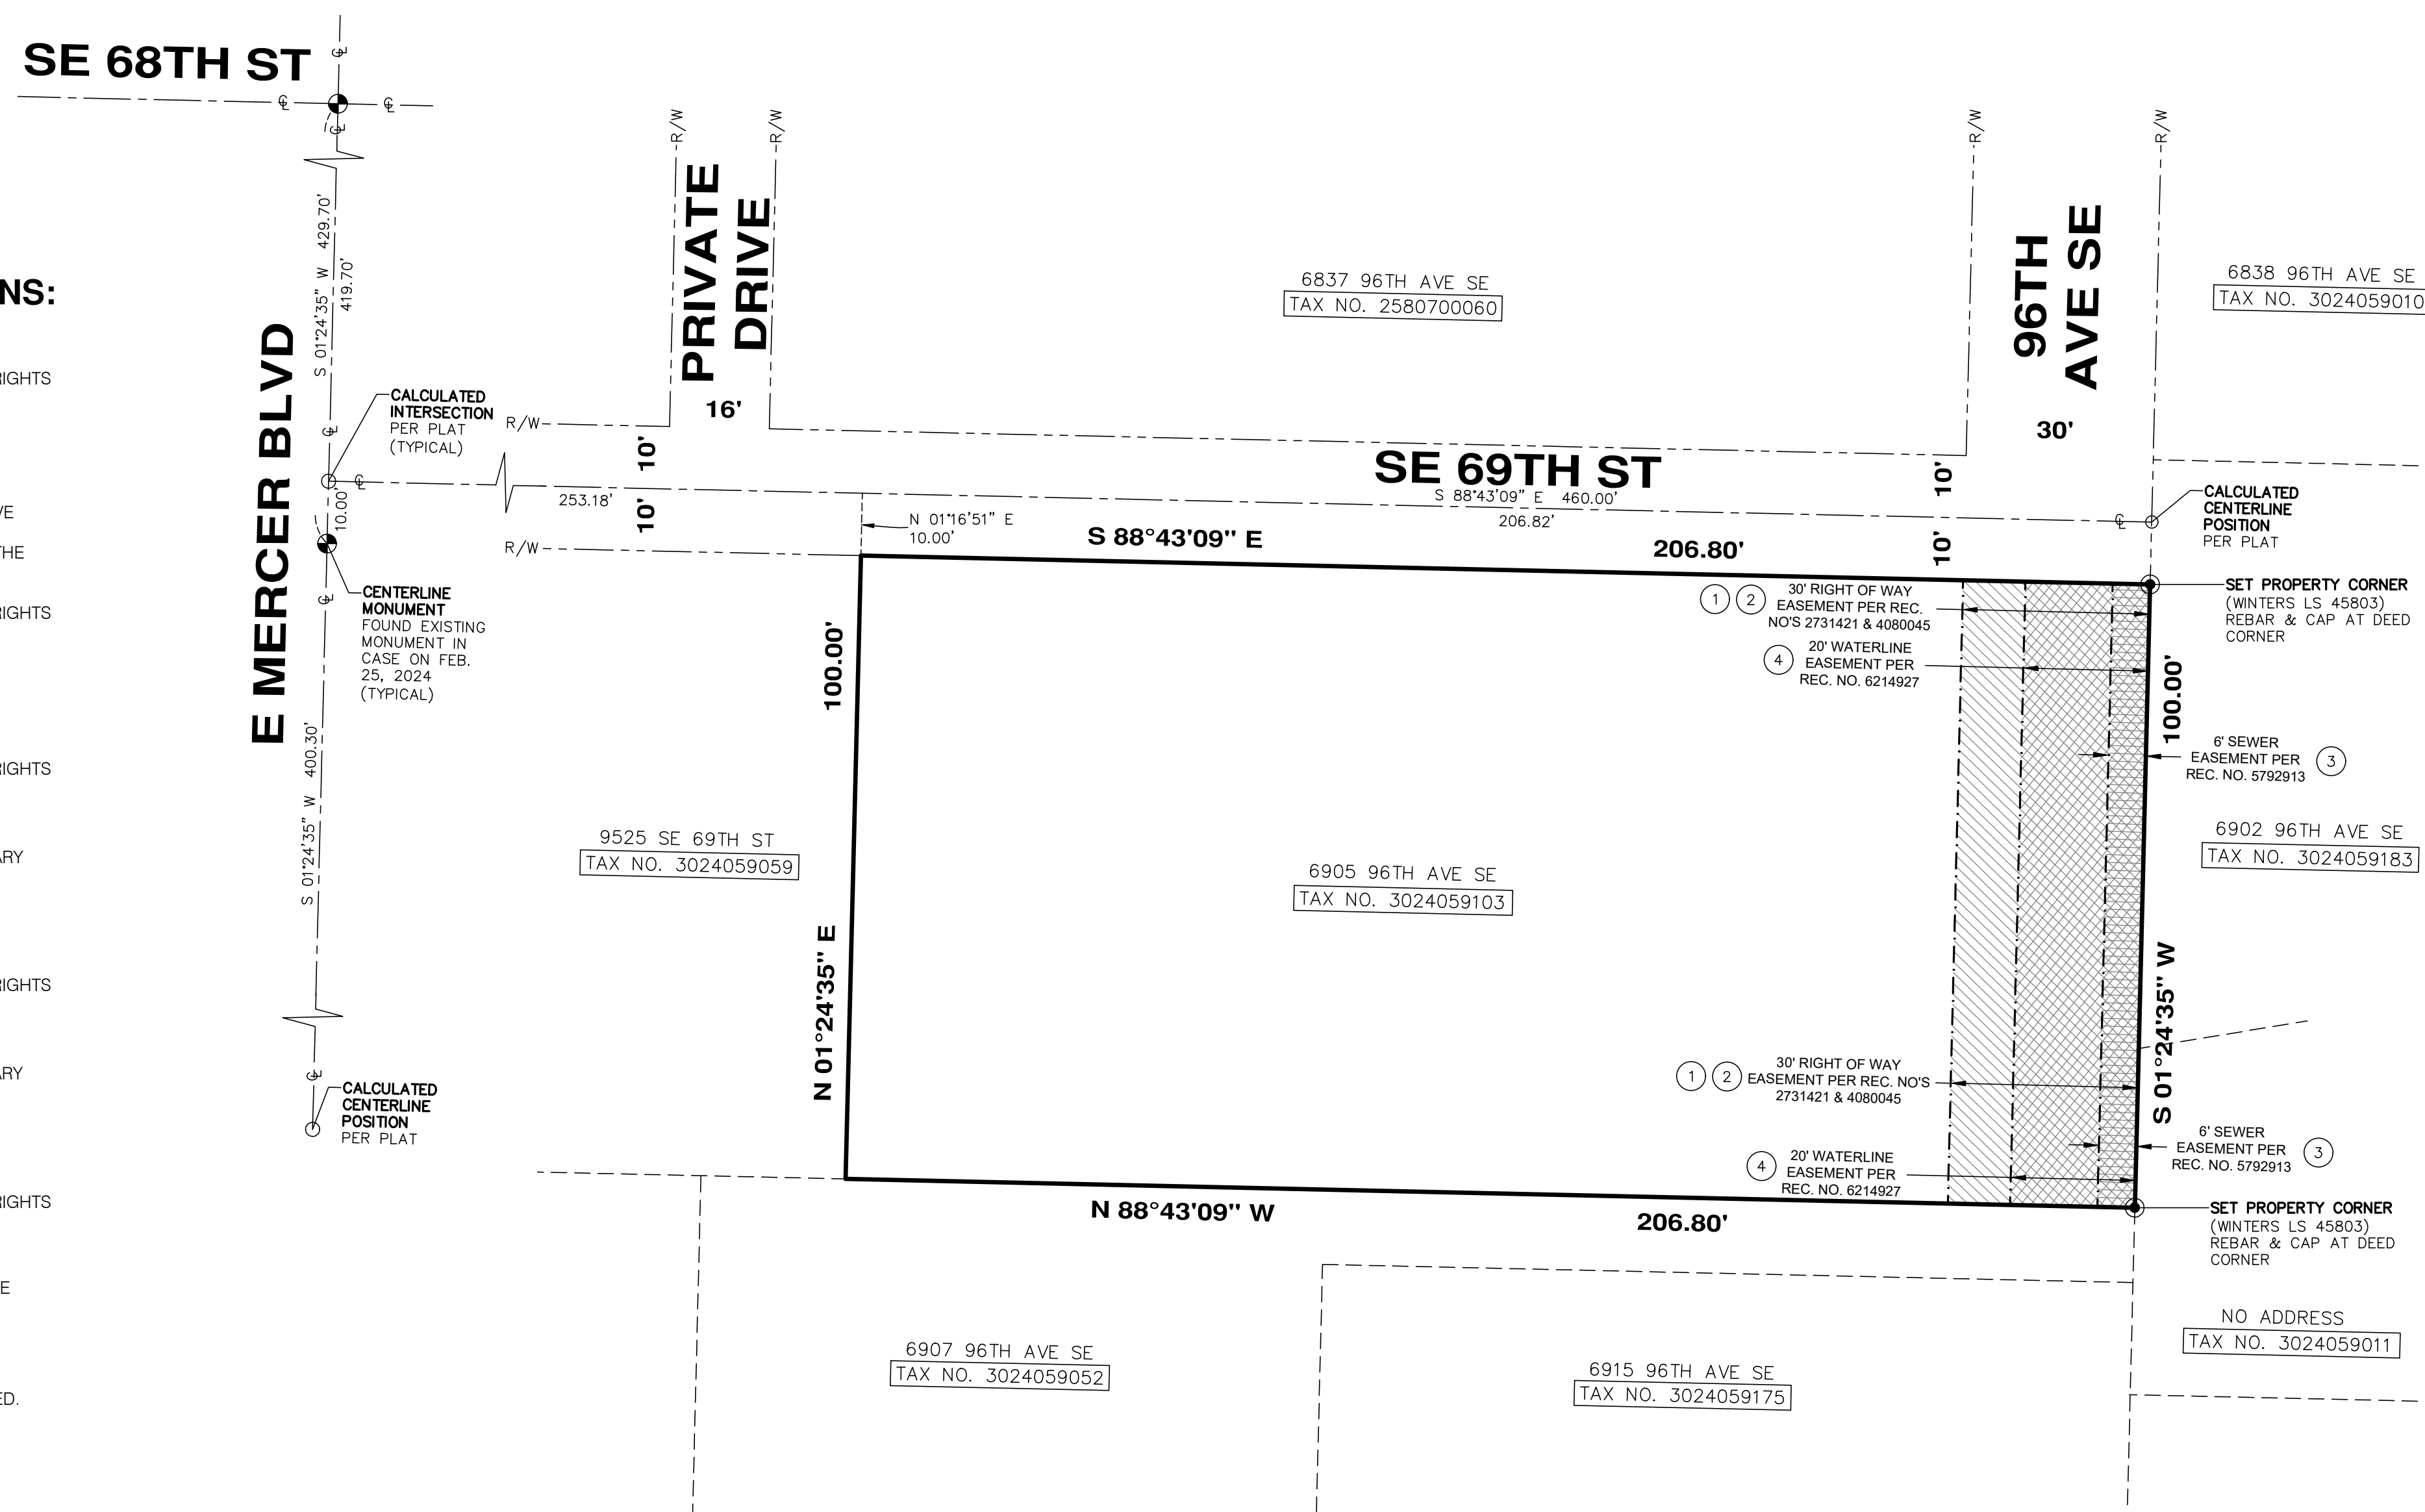 SE 68TH ST
NS:
RIGHTS
VE
THE
RIGHTS
RIGHTS
ARY
RIGHTS
ARY
RIGHTS
E
ED.
E MERCER BLVD
S 01°24'35" W 429.70'
419.70'
10.00'
S 01°24'35" W 400.30'
CALCULATED
INTERSECTION
PER PLAT
(TYPICAL)
CENTERLINE
MONUMENT
FOUND EXISTING
MONUMENT IN
CASE ON FEB.
25, 2024
(TYPICAL)
CALCULATED
CENTERLINE
POSITION
PER PLAT
R/W
R/W
PRIVATE
DRIVE
16'
R/W
10'
10'
R/W
253.18'
6837 96TH AVE SE
TAX NO. 2580700060
R/W
R/W
96TH
AVE SE
30'
6838 96TH AVE SE
TAX NO. 3024059010
SE 69TH ST
S 88°43'09" E 460.00'
206.82'
10'
10'
N 01°16'51" E
10.00'
S 88°43'09" E
206.80'
CALCULATED
CENTERLINE
POSITION
PER PLAT
SET PROPERTY CORNER
(WINTERS LS 45803)
REBAR & CAP AT DEED
CORNER
1 2
30' RIGHT OF WAY
EASEMENT PER REC.
NO'S 2731421 & 4080045
4
20' WATERLINE
EASEMENT PER
REC. NO. 6214927
100.00'
N 01°24'35" E
100.00'
S 01°24'35" W
6' SEWER
EASEMENT PER
REC. NO. 5792913
3
9525 SE 69TH ST
TAX NO. 3024059059
6905 96TH AVE SE
TAX NO. 3024059103
6902 96TH AVE SE
TAX NO. 3024059183
1 2
30' RIGHT OF WAY
EASEMENT PER REC. NO'S
2731421 & 4080045
4
20' WATERLINE
EASEMENT PER
REC. NO. 6214927
6' SEWER
EASEMENT PER
REC. NO. 5792913
3
N 88°43'09" W
206.80'
SET PROPERTY CORNER
(WINTERS LS 45803)
REBAR & CAP AT DEED
CORNER
6907 96TH AVE SE
TAX NO. 3024059052
6915 96TH AVE SE
TAX NO. 3024059175
NO ADDRESS
TAX NO. 3024059011